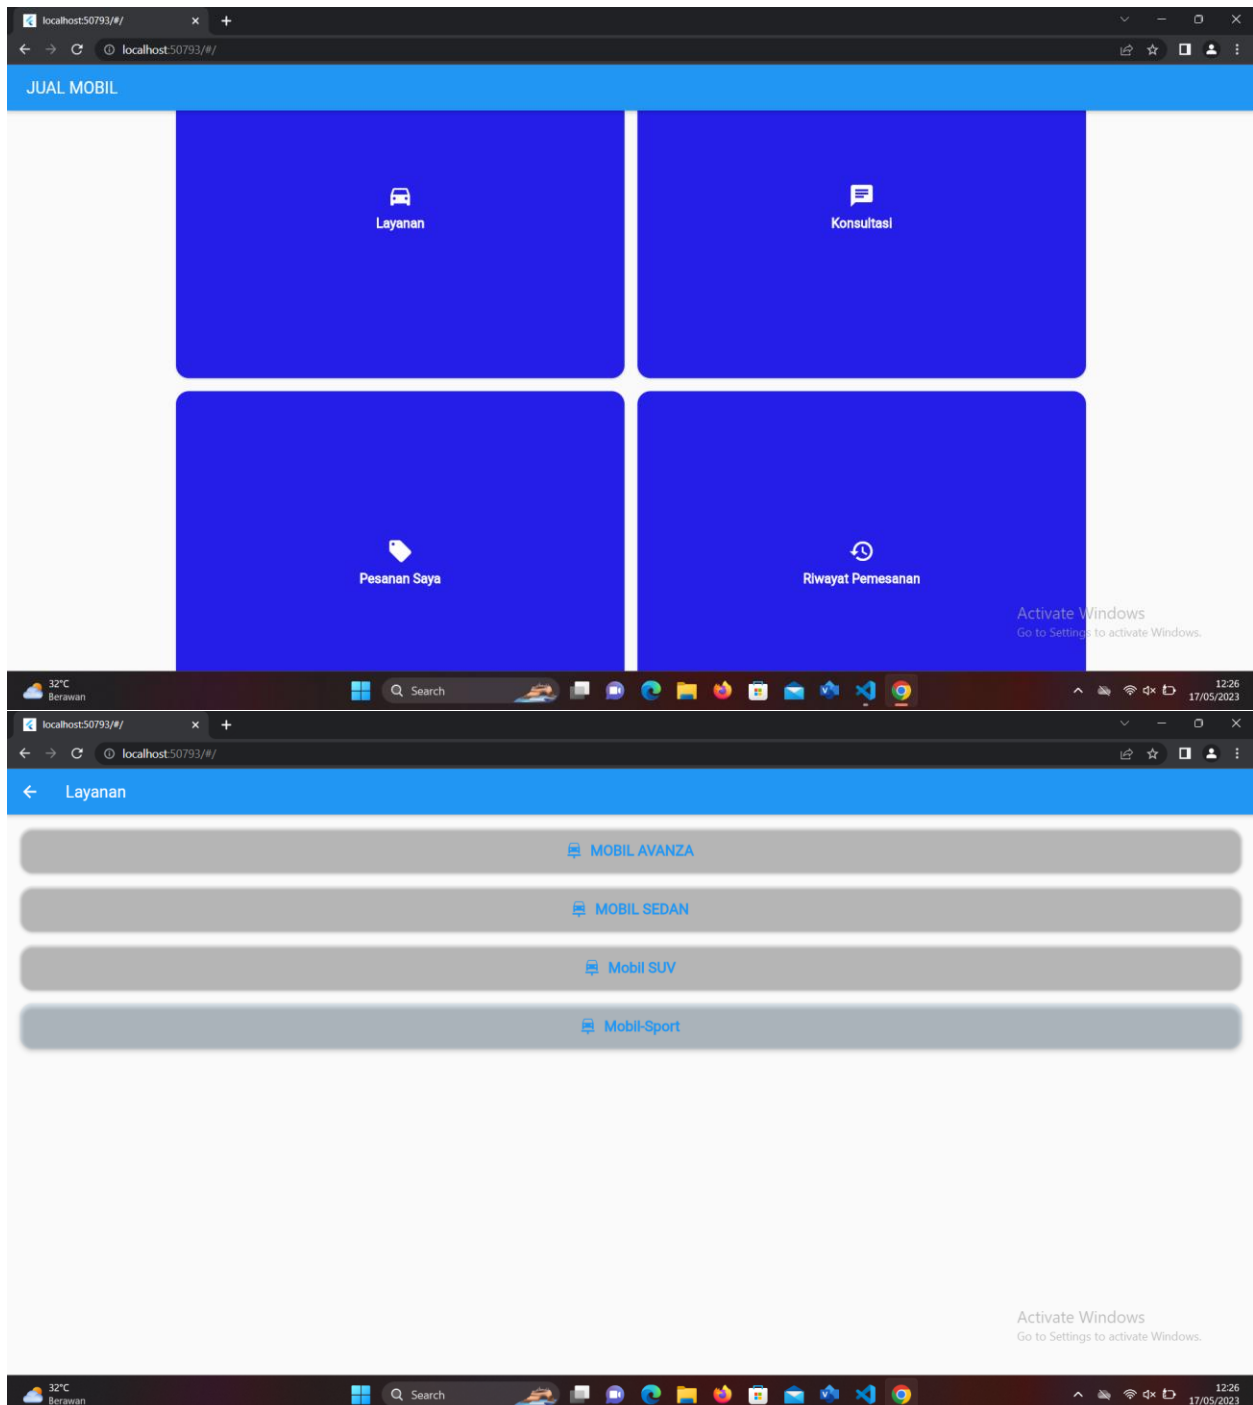 localhost:50793/#/
localhost:50793/#/
JUAL MOBIL
Layanan
Konsultasi
Pesanan Saya
Riwayat Pemesanan
Activate Windows
Go to Settings to activate Windows.
32°C
Berawan
Search
12:26
17/05/2023
localhost:50793/#/
localhost:50793/#/
Layanan
MOBIL AVANZA
MOBIL SEDAN
Mobil SUV
Mobil-Sport
Activate Windows
Go to Settings to activate Windows.
32°C
Berawan
Search
12:26
17/05/2023